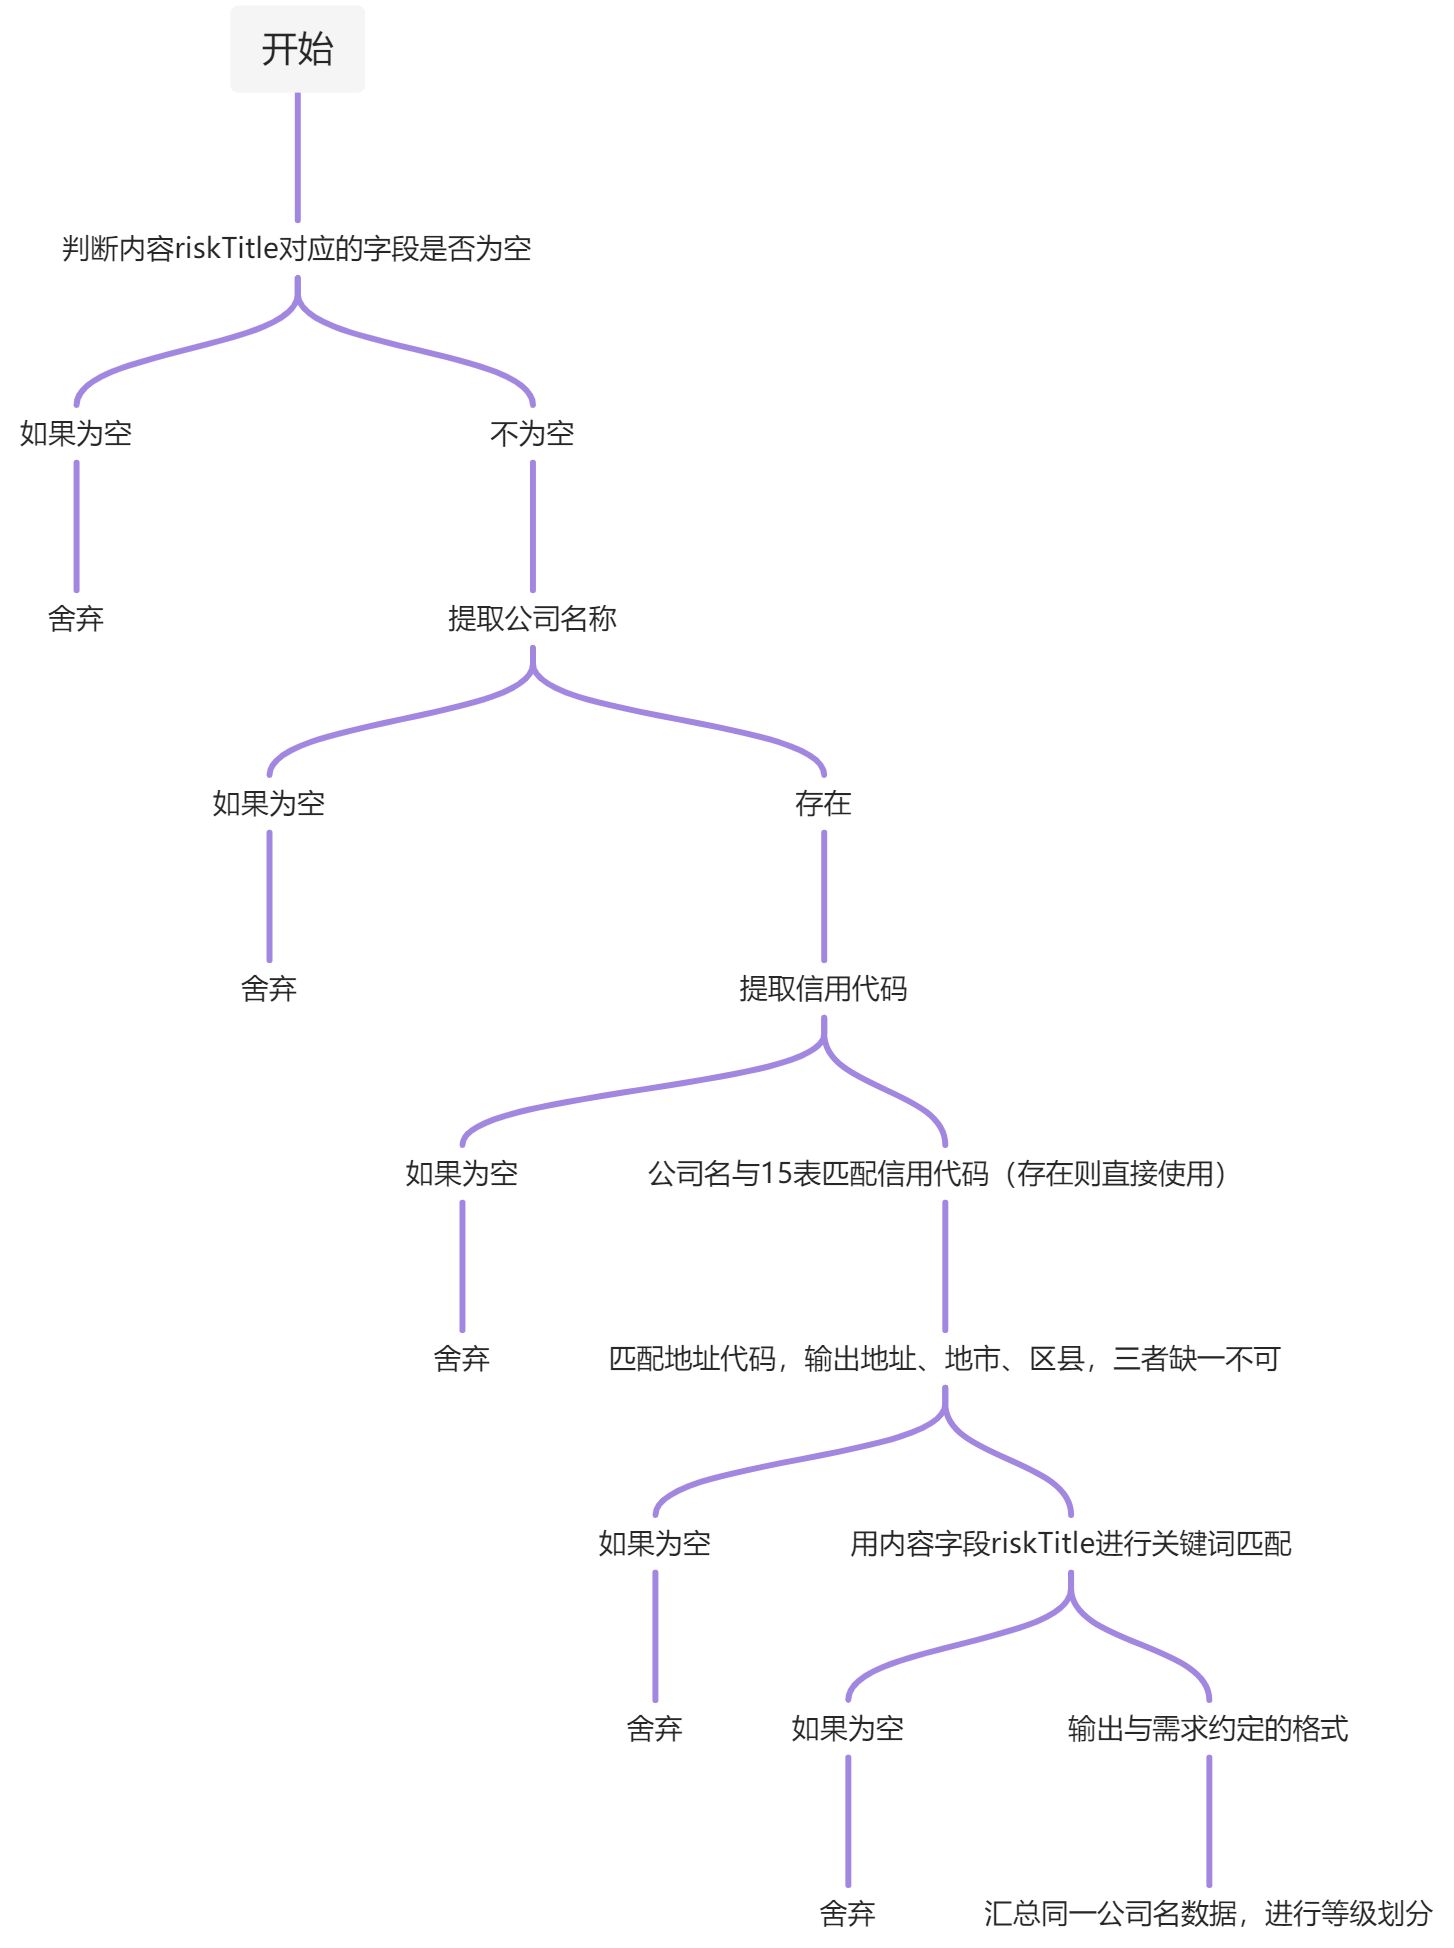 开始
判断内容riskTitle对应的字段是否为空
如果为空
不为空
舍弃
提取公司名称
如果为空
存在
舍弃
提取信用代码
如果为空
公司名与15表匹配信用代码（存在则直接使用）
舍弃
匹配地址代码，输出地址、地市、区县，三者缺一不可
如果为空
用内容字段riskTitle进行关键词匹配
舍弃
如果为空
输出与需求约定的格式
舍弃
汇总同一公司名数据，进行等级划分